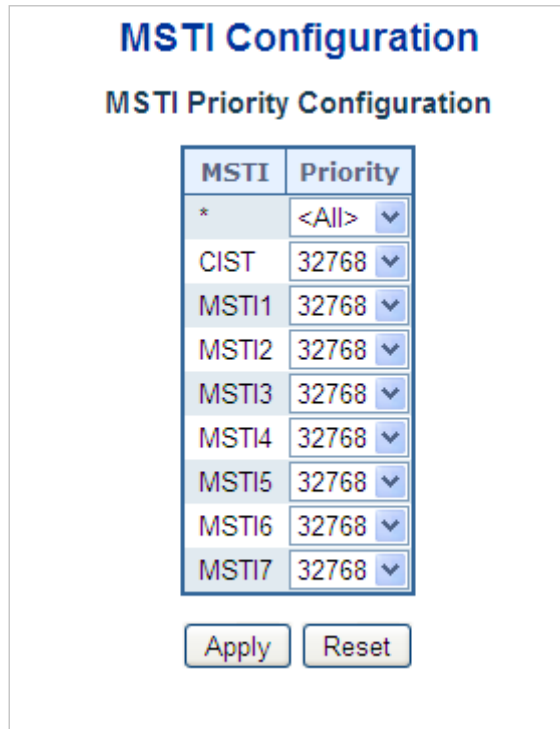 MSTI Configuration
MSTI Priority Configuration
MSTI Priority
* <All>
CIST 32768
MSTI1 32768
MSTI2 32768
MSTI3 32768
MSTI4 32768
MSTI5 32768
MSTI6 32768
MSTI7 32768
Apply Reset